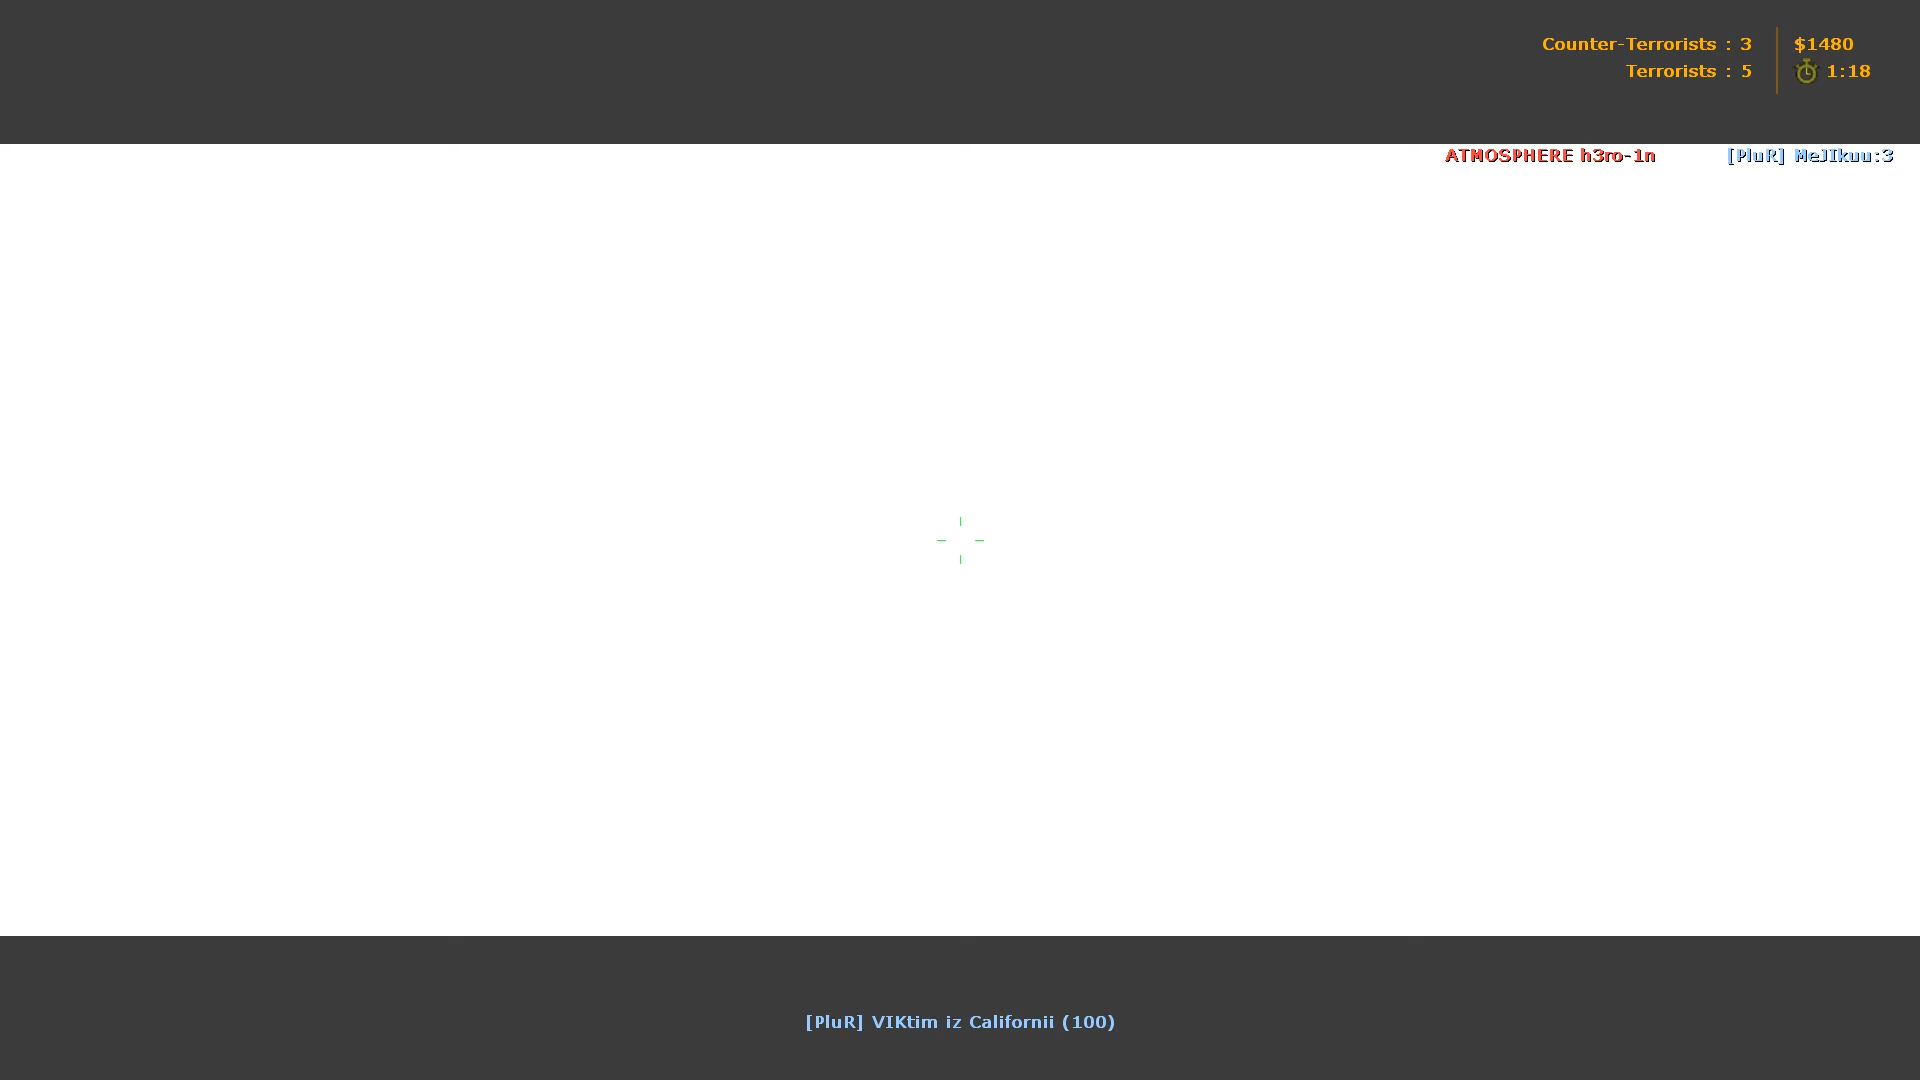 Counter-Terrorists : 3 $1480
Terrorists : 5 1:18
ATMOSPHERE h3ro-1n [PluR] MeJIkuu:3
[PluR] VIKtim iz Californii (100)